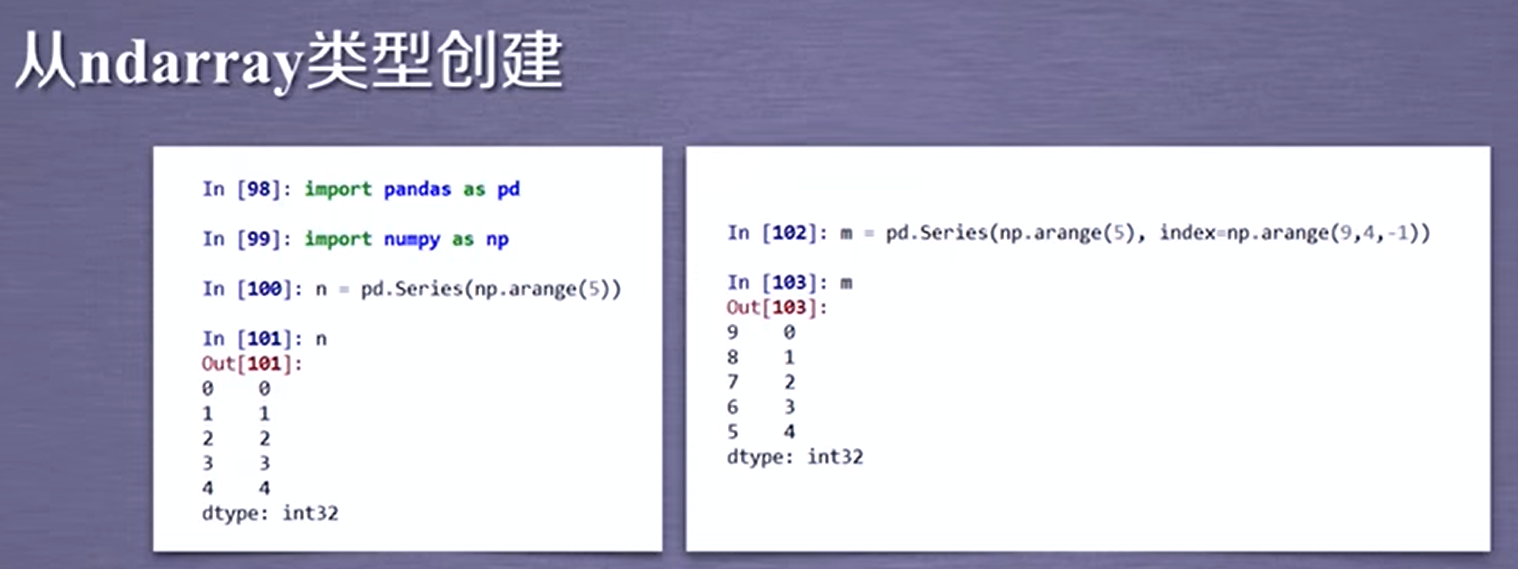 从ndarray类型创建
In [98]: import pandas as pd
In [99]: import numpy as np
In [100]: n = pd.Series(np.arange(5))
In [101]: n
Out[101]:
0    0
1    1
2    2
3    3
4    4
dtype: int32
In [102]: m = pd.Series(np.arange(5), index=np.arange(9,4,-1))
In [103]: m
Out[103]:
9    0
8    1
7    2
6    3
5    4
dtype: int32